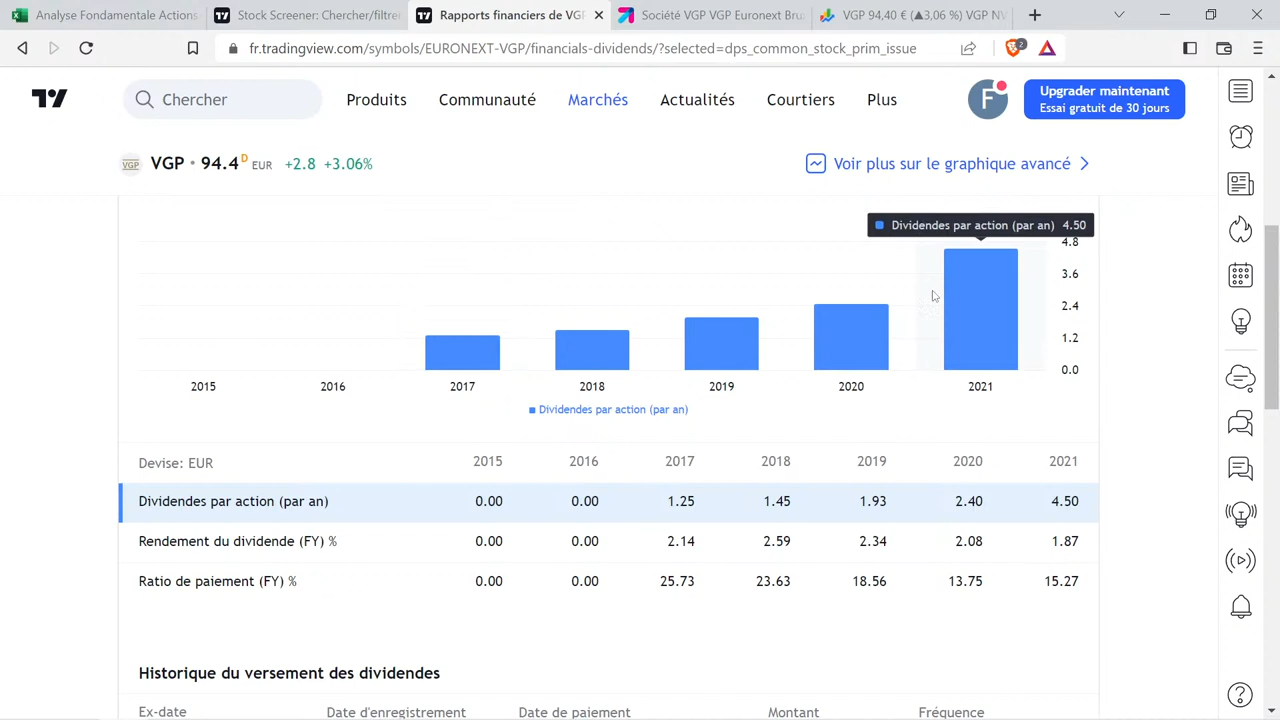 Analyse Fondamentale Actions
Stock Screener: Chercher, filtrer
Rapports financiers de VGP
Société VGP VGP Euronext Bru
VGP 94,40 € (▲3,06 %) VGP NV
fr.tradingview.com/symbols/EURONEXT-VGP/financials-dividends/?selected=dps_common_stock_prim_issue
2
Chercher
Produits
Communauté
Marchés
Actualités
Courtiers
Plus
F
Upgrader maintenant
Essai gratuit de 30 jours
VGP VGP • 94.4 D EUR +2.8 +3.06%
Voir plus sur le graphique avancé
Dividendes par action (par an) 4.50
4.8
3.6
2.4
1.2
0.0
2015 2016 2017 2018 2019 2020 2021
Dividendes par action (par an)
Devise: EUR 2015 2016 2017 2018 2019 2020 2021
Dividendes par action (par an) 0.00 0.00 1.25 1.45 1.93 2.40 4.50
Rendement du dividende (FY) % 0.00 0.00 2.14 2.59 2.34 2.08 1.87
Ratio de paiement (FY) % 0.00 0.00 25.73 23.63 18.56 13.75 15.27
Historique du versement des dividendes
Ex-date Date d'enregistrement Date de paiement Montant Fréquence